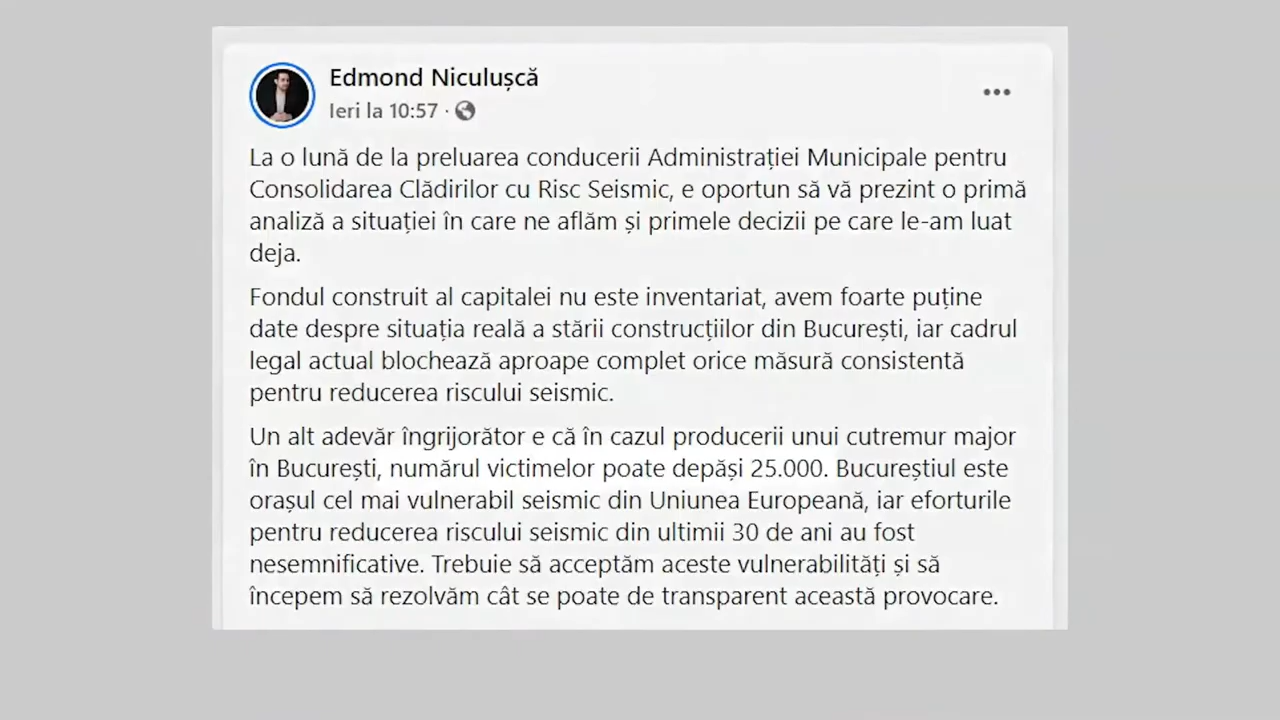 Edmond Niculușcă
Ieri la 10:57 ·
La o lună de la preluarea conducerii Administrației Municipale pentru
Consolidarea Clădirilor cu Risc Seismic, e oportun să vă prezint o primă
analiză a situației în care ne aflăm și primele decizii pe care le-am luat
deja.
Fondul construit al capitalei nu este inventariat, avem foarte puține
date despre situația reală a stării construcțiilor din București, iar cadrul
legal actual blochează aproape complet orice măsură consistentă
pentru reducerea riscului seismic.
Un alt adevăr îngrijorător e că în cazul producerii unui cutremur major
în București, numărul victimelor poate depăși 25.000. Bucureștiul este
orașul cel mai vulnerabil seismic din Uniunea Europeană, iar eforturile
pentru reducerea riscului seismic din ultimii 30 de ani au fost
nesemnificative. Trebuie să acceptăm aceste vulnerabilități și să
începem să rezolvăm cât se poate de transparent această provocare.